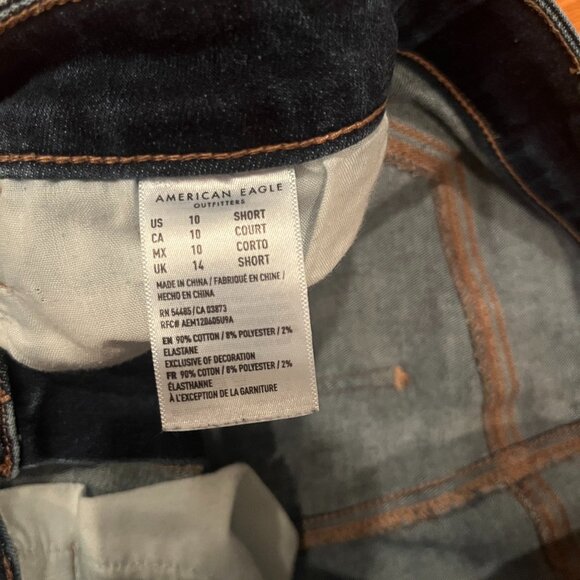 AMERICAN EAGLE
OUTFITTERS
US 10 SHORT
CA 10 COURT
MX 10 CORTO
UK 14 SHORT
MADE IN CHINA / FABRIQUÉ EN CHINE /
HECHO EN CHINA
RN 54485/CA 03873
RFC# AEM120605U9A
EN 90% COTTON / 8% POLYESTER / 2%
ELASTANE
EXCLUSIVE OF DECORATION
FR 90% COTON / 8% POLYESTER / 2%
ÉLASTHANNE
À L'EXCEPTION DE LA GARNITURE